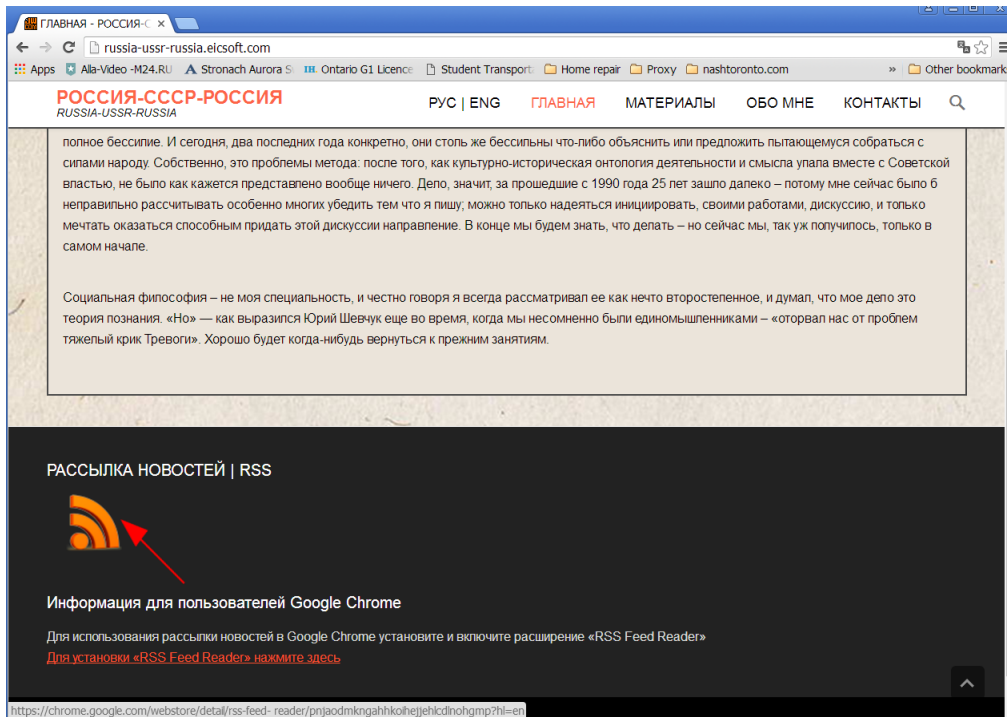 ГЛАВНАЯ - РОССИЯ-С
russia-ussr-russia.eicsoft.com
Apps Alla-Video -M24.RU A Stronach Aurora S Ontario G1 Licence Student Transport Home repair Proxy nashtoronto.com » Other bookmark
РОССИЯ-СССР-РОССИЯ
RUSSIA-USSR-RUSSIA
РУС | ENG ГЛАВНАЯ МАТЕРИАЛЫ ОБО МНЕ КОНТАКТЫ
полное бессилие. И сегодня, два последних года конкретно, они столь же бессильны что-либо объяснить или предложить пытающемуся собраться с
силами народу. Собственно, это проблемы метода: после того, как культурно-историческая онтология деятельности и смысла упала вместе с Советской
властью, не было как кажется представлено вообще ничего. Дело, значит, за прошедшие с 1990 года 25 лет зашло далеко – потому мне сейчас было б
неправильно рассчитывать особенно многих убедить тем что я пишу; можно только надеяться инициировать, своими работами, дискуссию, и только
мечтать оказаться способным придать этой дискуссии направление. В конце мы будем знать, что делать – но сейчас мы, так уж получилось, только в
самом начале.
Социальная философия – не моя специальность, и честно говоря я всегда рассматривал ее как нечто второстепенное, и думал, что мое дело это
теория познания. «Но» — как выразился Юрий Шевчук еще во время, когда мы несомненно были единомышленниками – «оторвал нас от проблем
тяжелый крик Тревоги». Хорошо будет когда-нибудь вернуться к прежним занятиям.
РАССЫЛКА НОВОСТЕЙ | RSS
Информация для пользователей Google Chrome
Для использования рассылки новостей в Google Chrome установите и включите расширение «RSS Feed Reader»
Для установки «RSS Feed Reader» нажмите здесь
https://chrome.google.com/webstore/detail/rss-feed- reader/pnjaodmkngahhkoihejjehlcdlnohgmp?hl=en